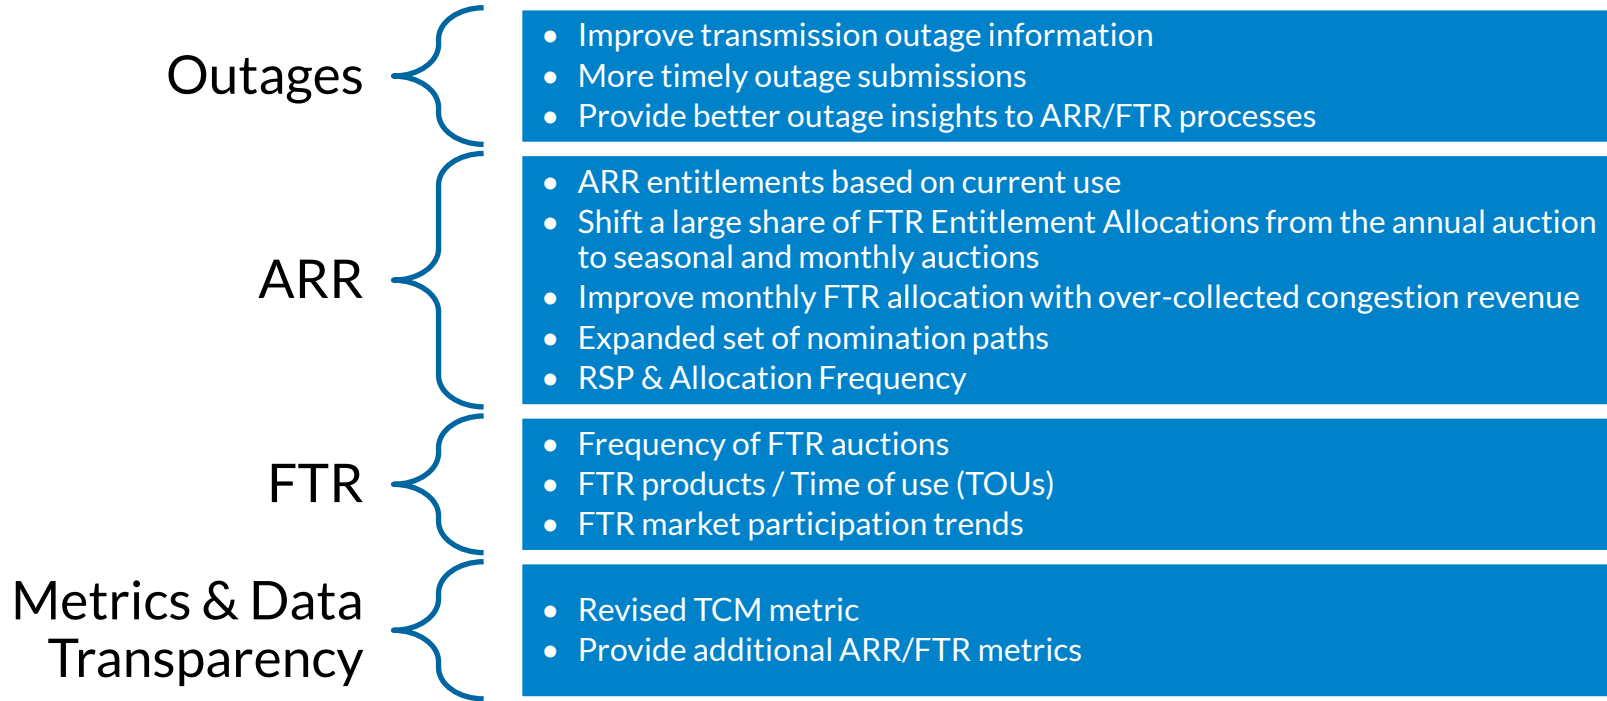 Outages
• Improve transmission outage information
• More timely outage submissions
• Provide better outage insights to ARR/FTR processes
ARR
• ARR entitlements based on current use
• Shift a large share of FTR Entitlement Allocations from the annual auction
to seasonal and monthly auctions
• Improve monthly FTR allocation with over-collected congestion revenue
• Expanded set of nomination paths
• RSP & Allocation Frequency
FTR
• Frequency of FTR auctions
• FTR products / Time of use (TOUs)
• FTR market participation trends
Metrics & Data
Transparency
• Revised TCM metric
• Provide additional ARR/FTR metrics